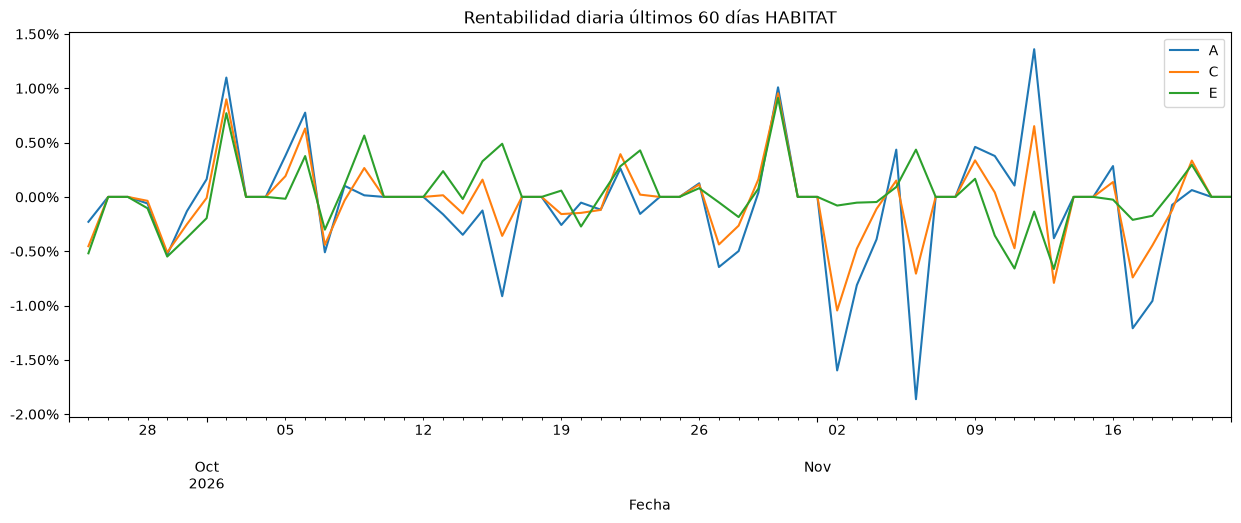 Rentabilidad diaria últimos 60 días HABITAT
1.50%
1.00%
0.50%
0.00%
-0.50%
-1.00%
-1.50%
-2.00%
A
C
E
28 05 12 19 26 02 09 16
Oct Nov
2026
Fecha